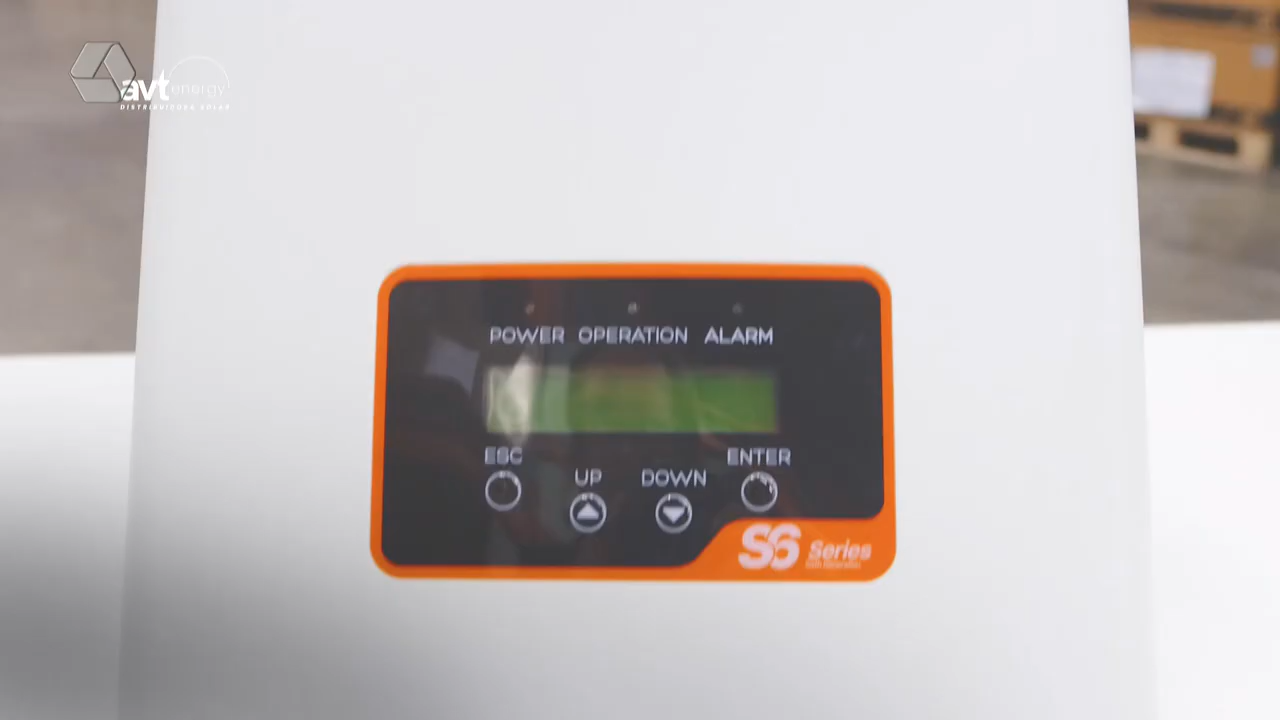 avt energy
DISTRIBUIDORA SOLAR
POWER OPERATION ALARM
ESC
UP
DOWN
ENTER
S6 Series